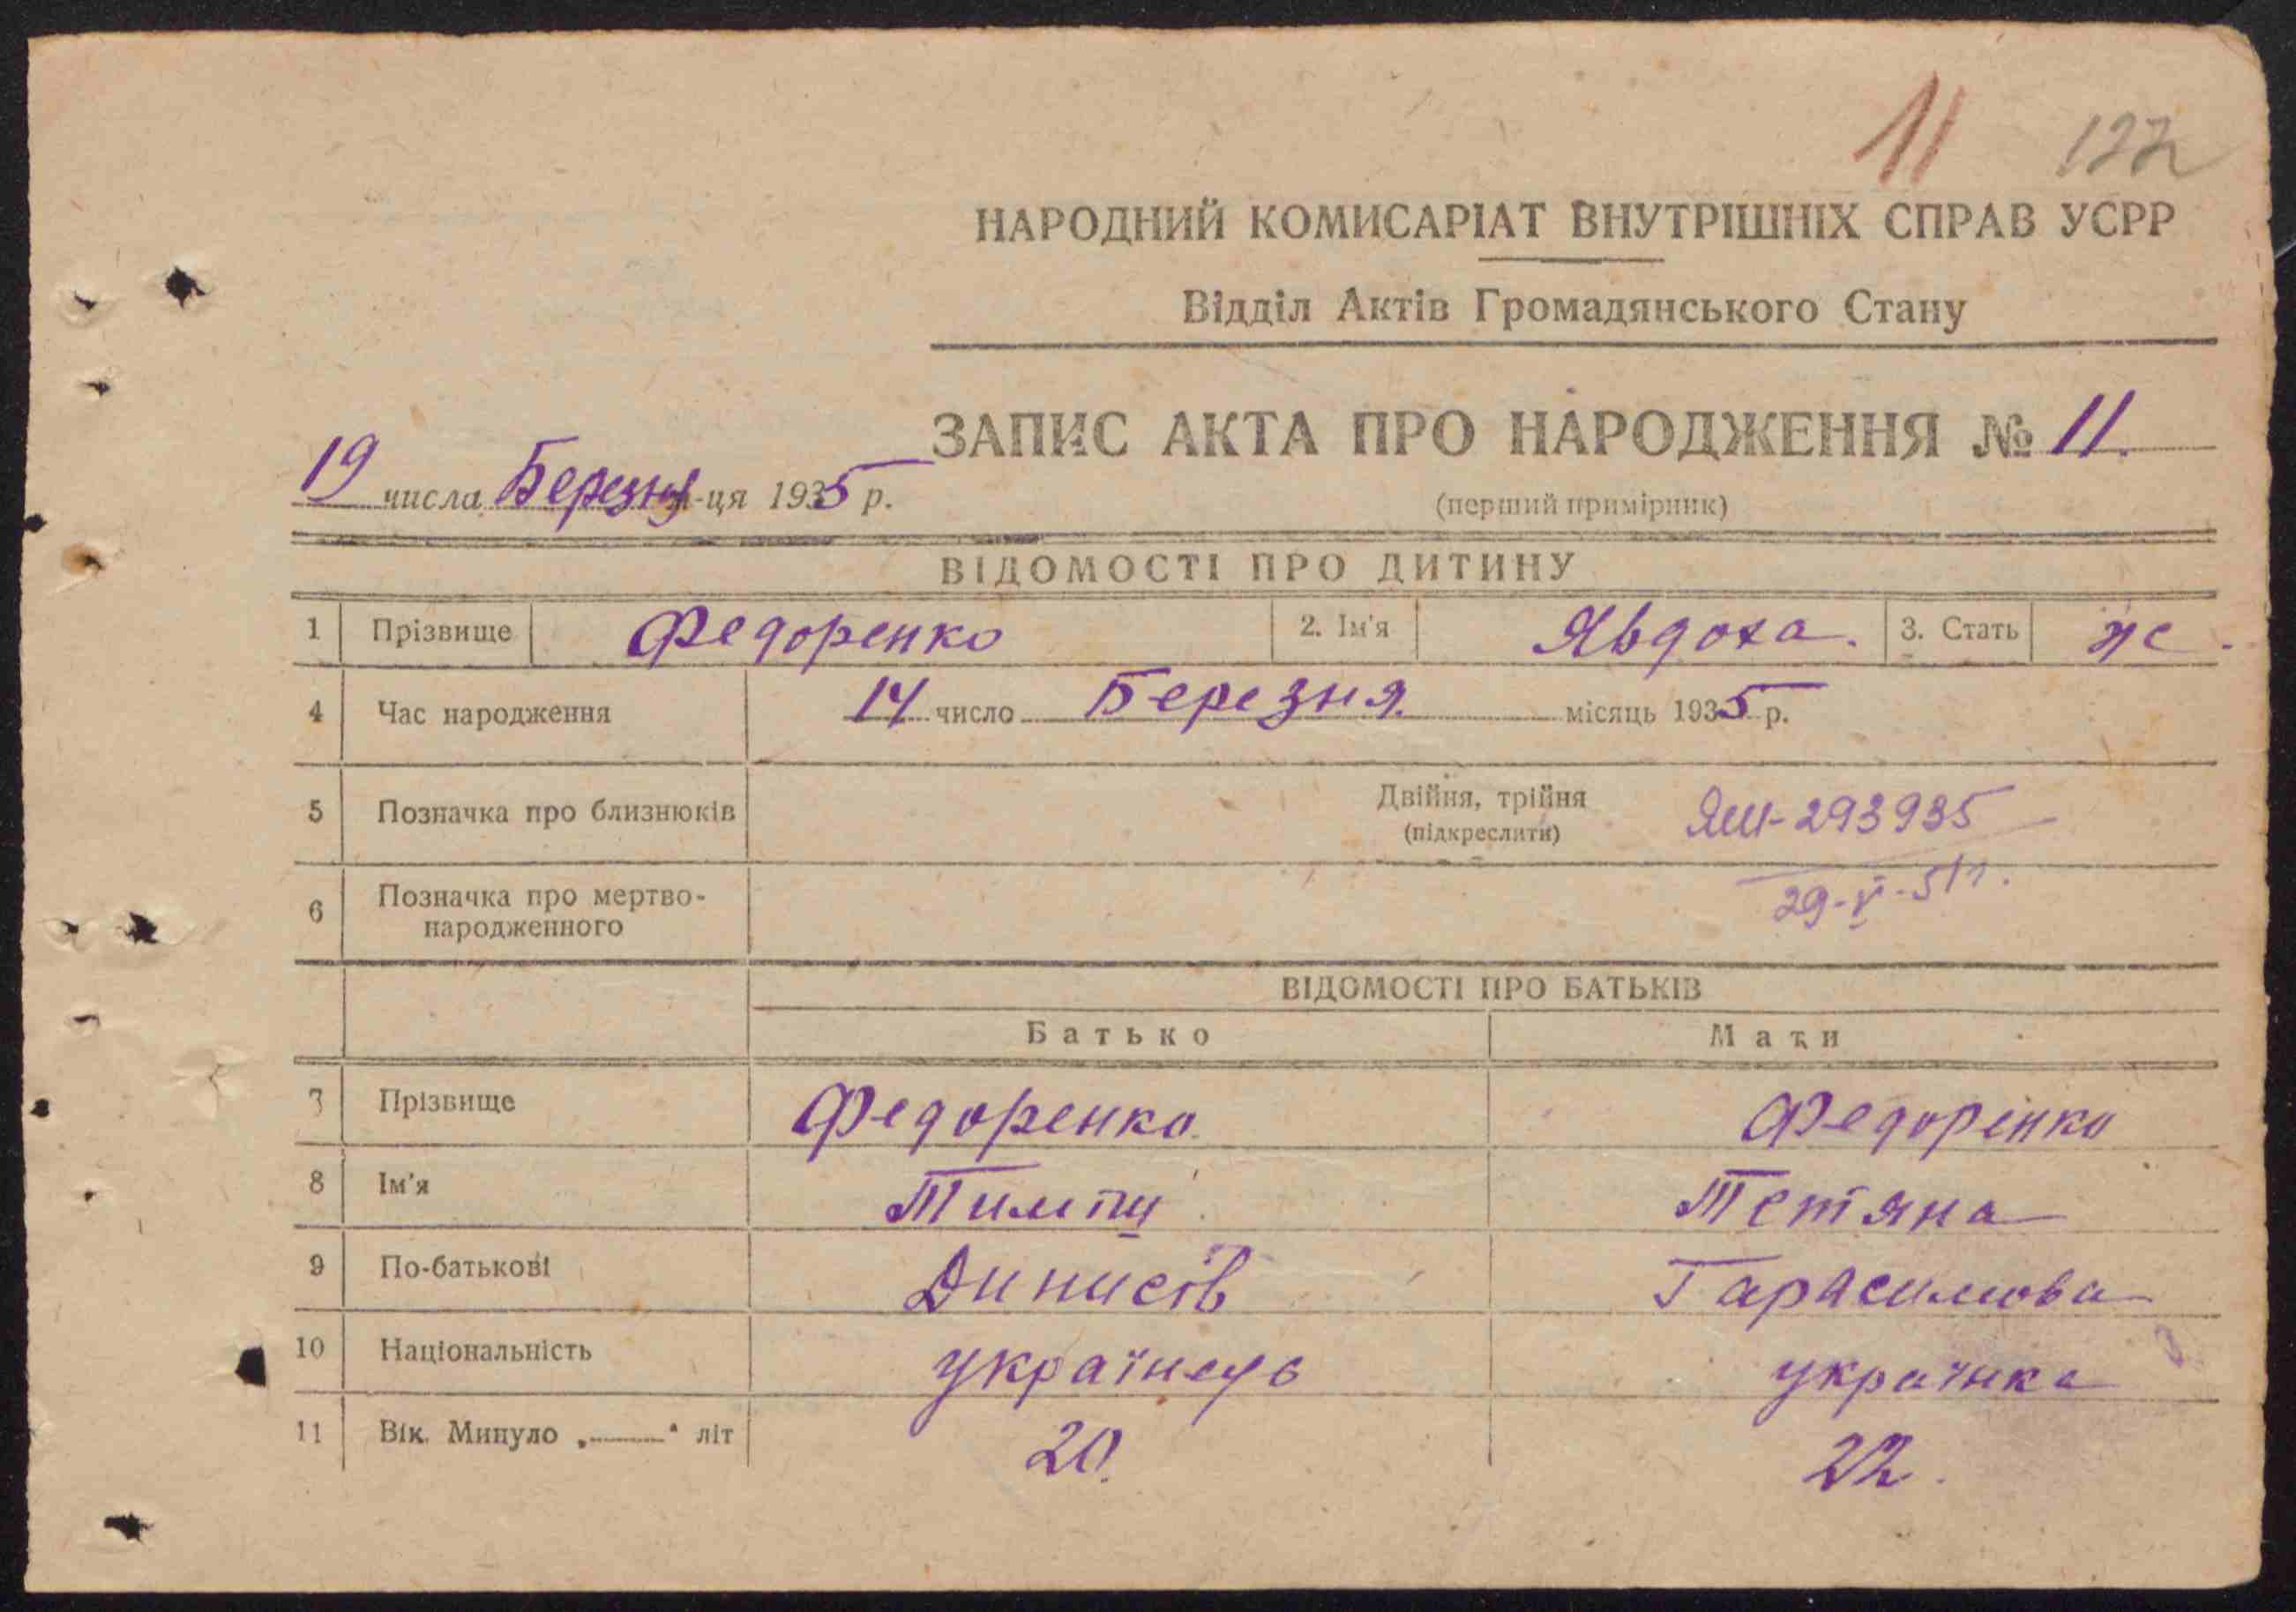 11 122
НАРОДНИЙ КОМИСАРІАТ ВНУТРІШНІХ СПРАВ УСРР
Відділ Актів Громадянського Стану
ЗАПИС АКТА ПРО НАРОДЖЕННЯ № 11.
19 числа Березня м-ця 1935 р.
(перший примірник)
ВІДОМОСТІ ПРО ДИТИНУ
1 Прізвище Федоренко 2. Ім'я Явдоха. 3. Стать ж.
4 Час народження 14 число Березня. місяць 1935 р.
5 Позначка про близнюків Двійня, трійня (підкреслити) ЯШ-293935
6 Позначка про мертво-
народженного 29-V-51р.
ВІДОМОСТІ ПРО БАТЬКІВ
Батько Мати
7 Прізвище Федоренко Федоренко
8 Ім'я Тетяна
9 По-батькові Динисів Гарасимова
10 Національність українець українка
11 Вік. Минуло „——" літ 20. 22.